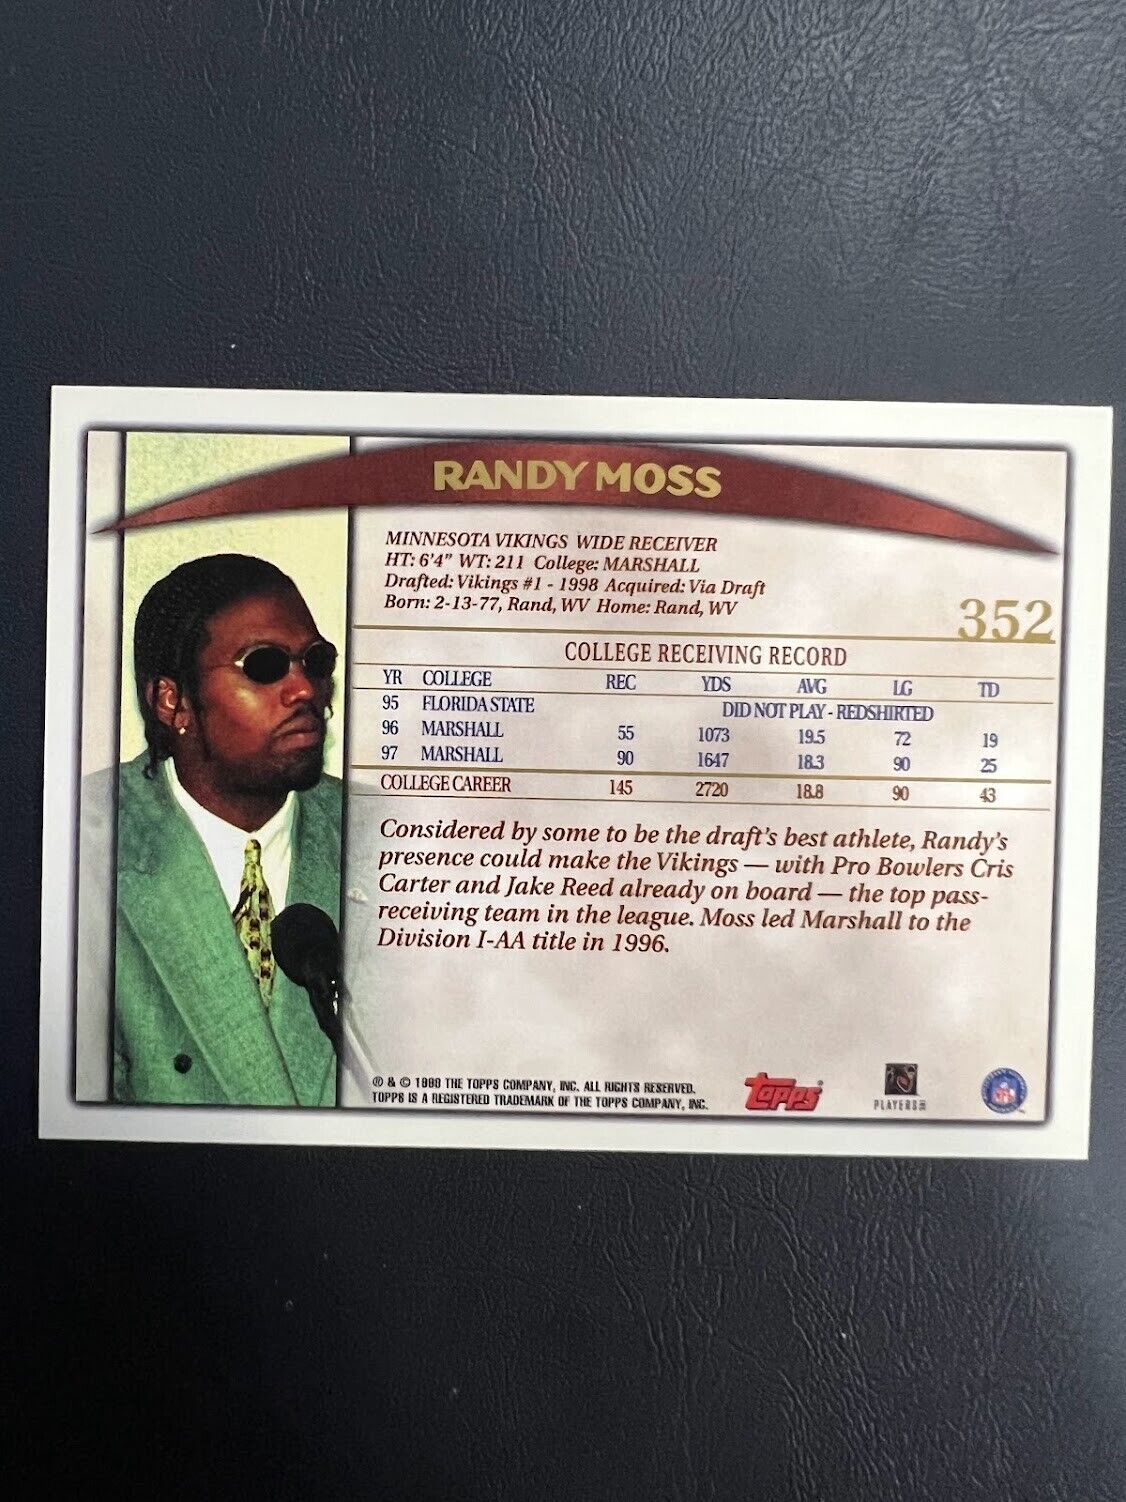 RANDY MOSS
MINNESOTA VIKINGS WIDE RECEIVER
HT: 6'4" WT: 211 College: MARSHALL
Drafted: Vikings #1 - 1998 Acquired: Via Draft
Born: 2-13-77, Rand, WV Home: Rand, WV
352
COLLEGE RECEIVING RECORD
YR COLLEGE REC YDS AVG LG TD
95 FLORIDA STATE DID NOT PLAY - REDSHIRTED
96 MARSHALL 55 1073 19.5 72 19
97 MARSHALL 90 1647 18.3 90 25
COLLEGE CAREER 145 2720 18.8 90 43
Considered by some to be the draft's best athlete, Randy's
presence could make the Vikings — with Pro Bowlers Cris
Carter and Jake Reed already on board — the top pass-
receiving team in the league. Moss led Marshall to the
Division I-AA title in 1996.
® & © 1998 THE TOPPS COMPANY, INC. ALL RIGHTS RESERVED.
TOPPS IS A REGISTERED TRADEMARK OF THE TOPPS COMPANY, INC.
topps
PLAYERS
NFL